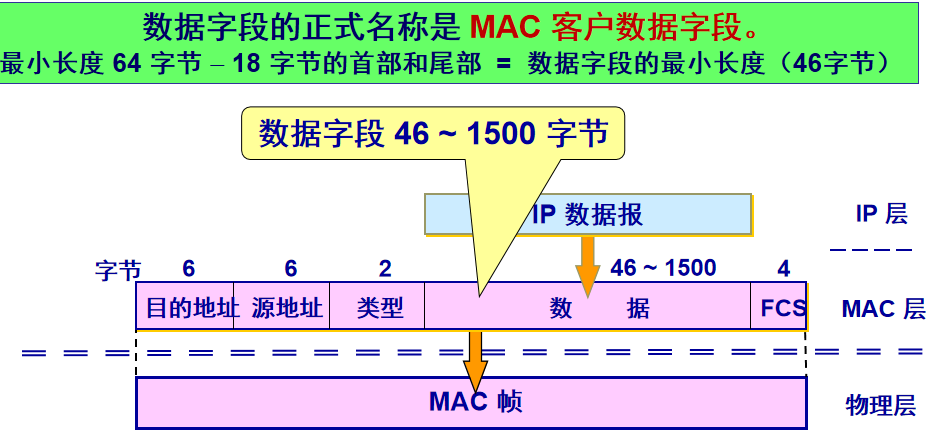 数据字段的正式名称是 MAC 客户数据字段。
最小长度 64 字节 – 18 字节的首部和尾部 = 数据字段的最小长度（46字节）
数据字段 46 ~ 1500 字节
IP 数据报
IP 层
字节 6 6 2 46 ~ 1500 4
目的地址 源地址 类型 数 据 FCS
MAC 层
MAC 帧
物理层